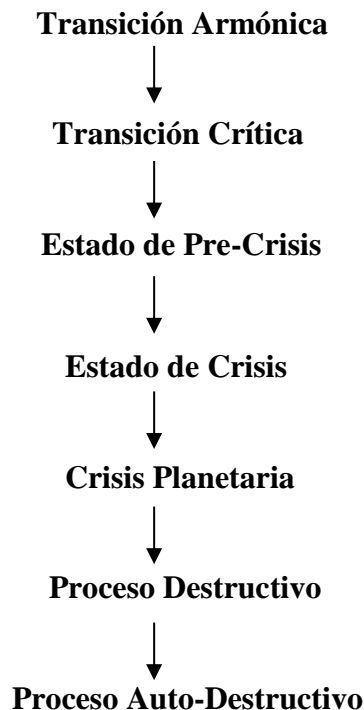 Transición Armónica
Transición Crítica
Estado de Pre-Crisis
Estado de Crisis
Crisis Planetaria
Proceso Destructivo
Proceso Auto-Destructivo